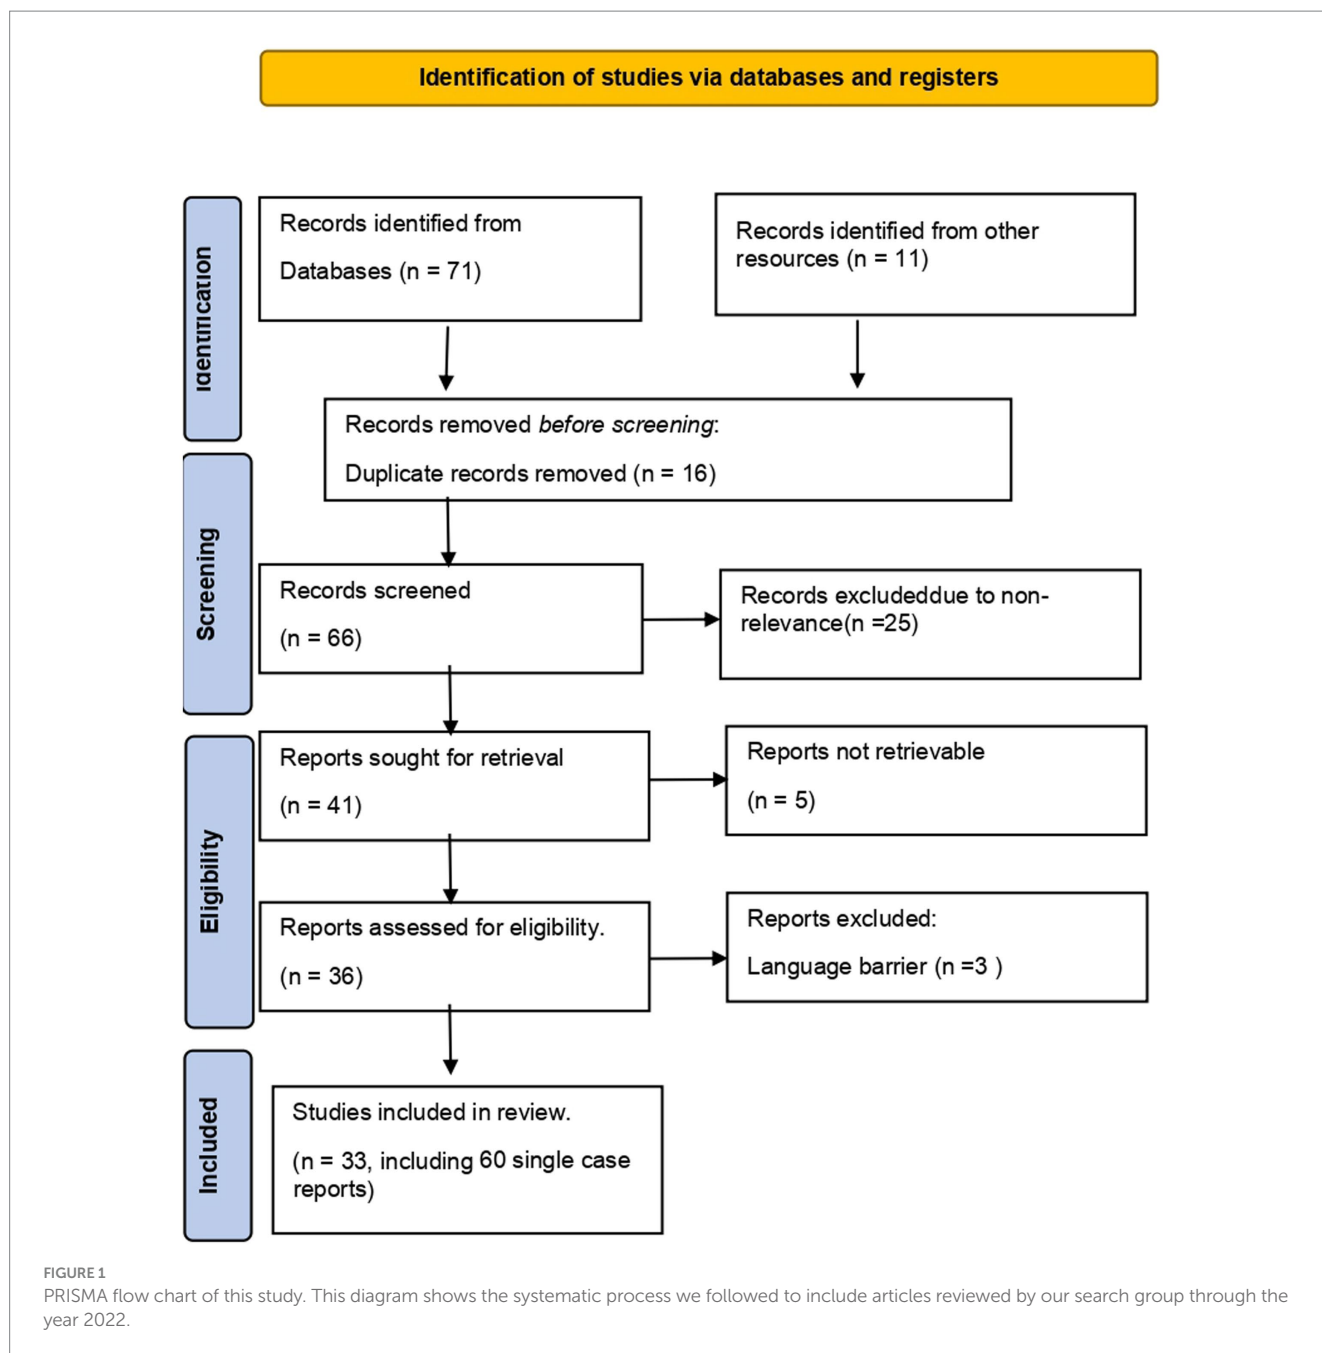 Identification of studies via databases and registers
Identification
Records identified from
Databases (n = 71)
Records identified from other
resources (n = 11)
Records removed before screening:
Duplicate records removed (n = 16)
Screening
Records screened
(n = 66)
Records excludeddue to non-
relevance(n =25)
Eligibility
Reports sought for retrieval
(n = 41)
Reports not retrievable
(n = 5)
Reports assessed for eligibility.
(n = 36)
Reports excluded:
Language barrier (n =3 )
Included
Studies included in review.
(n = 33, including 60 single case
reports)
FIGURE 1
PRISMA flow chart of this study. This diagram shows the systematic process we followed to include articles reviewed by our search group through the
year 2022.